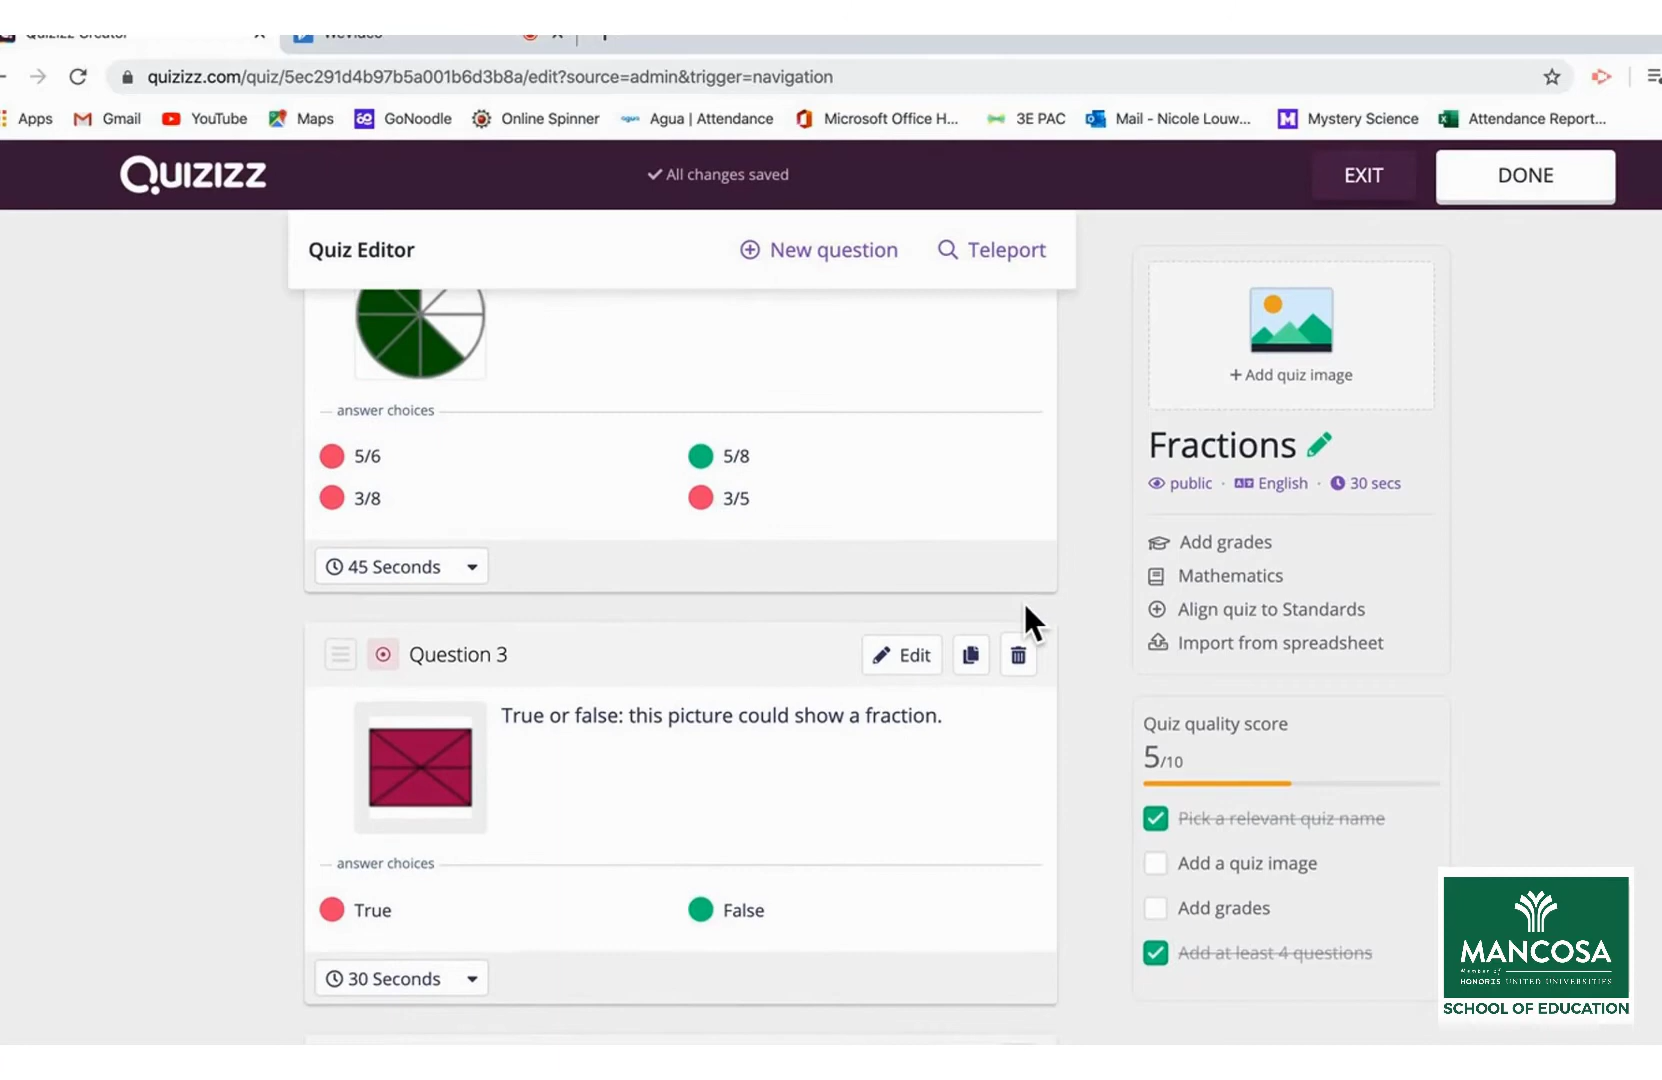 quizizz.com/quiz/5ec291d4b97b5a001b6d3b8a/edit?source=admin&trigger=navigation
Apps Gmail YouTube Maps GoNoodle Online Spinner Agua | Attendance Microsoft Office H... 3E PAC Mail - Nicole Louw... Mystery Science Attendance Report...
Quizizz
All changes saved
EXIT
DONE
Quiz Editor
New question
Teleport
answer choices
5/6
5/8
3/8
3/5
45 Seconds
Question 3
Edit
True or false: this picture could show a fraction.
answer choices
True
False
30 Seconds
+ Add quiz image
Fractions
public · English · 30 secs
Add grades
Mathematics
Align quiz to Standards
Import from spreadsheet
Quiz quality score
5/10
Pick a relevant quiz name
Add a quiz image
Add grades
Add at least 4 questions
MANCOSA
Member of
HONORIS UNITED UNIVERSITIES
SCHOOL OF EDUCATION